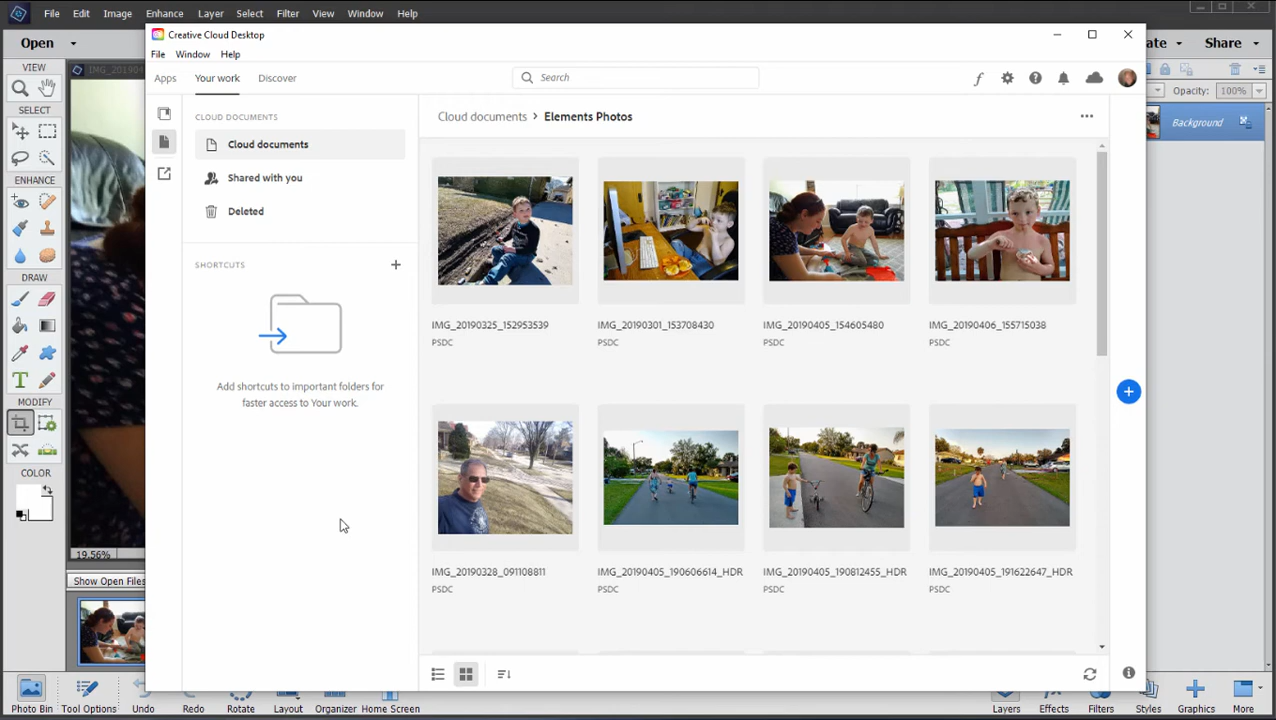 File Edit Image Enhance Layer Select Filter View Window Help
Open
Share
Creative Cloud Desktop
File Window Help
Apps Your work Discover
Search
VIEW
SELECT
ENHANCE
DRAW
MODIFY
COLOR
19.56%
Show Open Files
CLOUD DOCUMENTS
Cloud documents
Shared with you
Deleted
SHORTCUTS
Add shortcuts to important folders for
faster access to Your work.
Cloud documents > Elements Photos
IMG_20190325_152953539 IMG_20190301_153708430 IMG_20190405_154605480 IMG_20190406_155715038
PSDC PSDC PSDC PSDC
IMG_20190328_091108811 IMG_20190405_190606614_HDR IMG_20190405_190812455_HDR IMG_20190405_191622647_HDR
PSDC PSDC PSDC PSDC
Opacity: 100%
Background
Photo Bin Tool Options Undo Redo Rotate Layout Organizer Home Screen
Layers Effects Filters Styles Graphics More